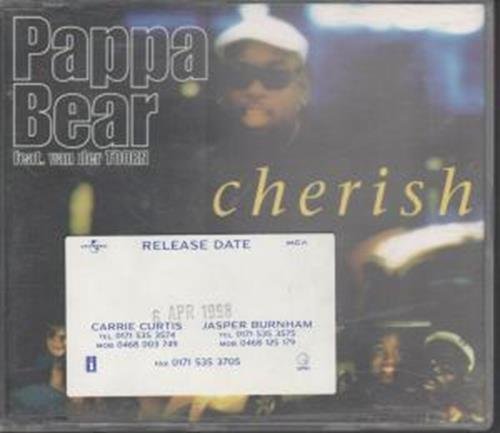 Pappa
Bear
feat. van der TOORN
cherish
UNIVERSAL RELEASE DATE MCA
6 APR 1998
CARRIE CURTIS JASPER BURNHAM
TEL 0171 535 3574 TEL 0171 535 3575
MOB 0468 003 749 MOB 0468 125 179
FAX 0171 535 3705